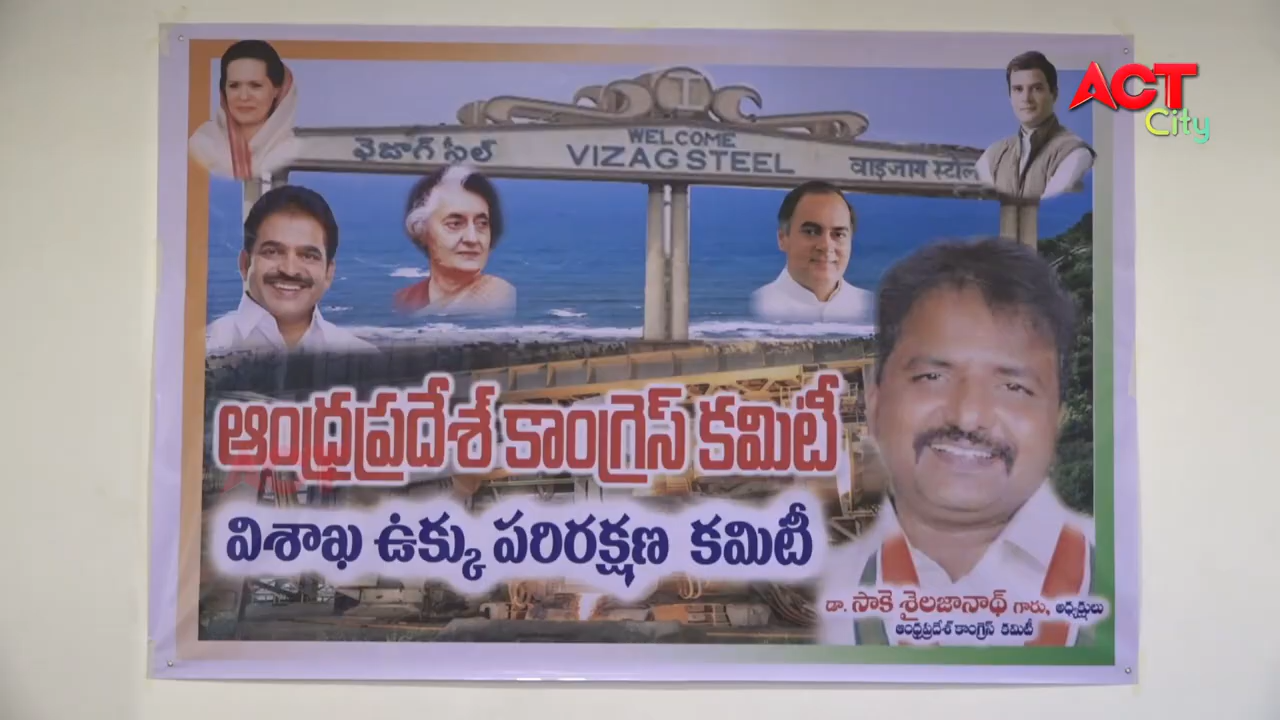 ACT
City
WELCOME
వైజాగ్ స్టీల్ VIZAG STEEL वाइजाग स्टील
ఆంధ్రప్రదేశ్ కాంగ్రెస్ కమిటీ
విశాఖ ఉక్కు పరిరక్షణ కమిటీ
డా. సాకె శైలజానాథ్ గారు, అధ్యక్షులు
ఆంధ్రప్రదేశ్ కాంగ్రెస్ కమిటీ